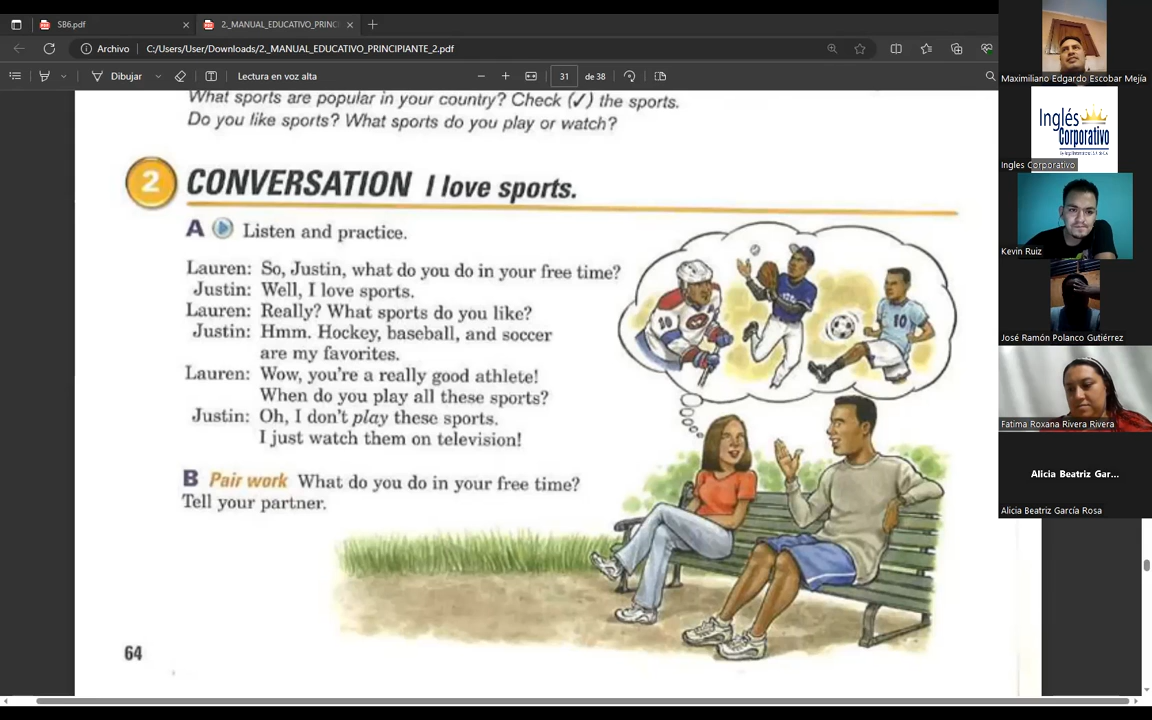 SB6.pdf
2_MANUAL_EDUCATIVO_PRINC
Archivo C:/Users/User/Downloads/2._MANUAL_EDUCATIVO_PRINCIPIANTE_2.pdf
Dibujar Lectura en voz alta 31 de 38
What sports are popular in your country? Check (✓) the sports.
Do you like sports? What sports do you play or watch?
2 CONVERSATION I love sports.
A Listen and practice.
Lauren: So, Justin, what do you do in your free time?
Justin: Well, I love sports.
Lauren: Really? What sports do you like?
Justin: Hmm. Hockey, baseball, and soccer
are my favorites.
Lauren: Wow, you're a really good athlete!
When do you play all these sports?
Justin: Oh, I don't play these sports.
I just watch them on television!
B Pair work What do you do in your free time?
Tell your partner.
10
10
64
Maximiliano Edgardo Escobar Mejía
Inglés
Corporativo
Ingles Corporativo
Kevin Ruiz
José Ramón Polanco Gutiérrez
Fatima Roxana Rivera Rivera
Alicia Beatriz Gar...
Alicia Beatriz García Rosa